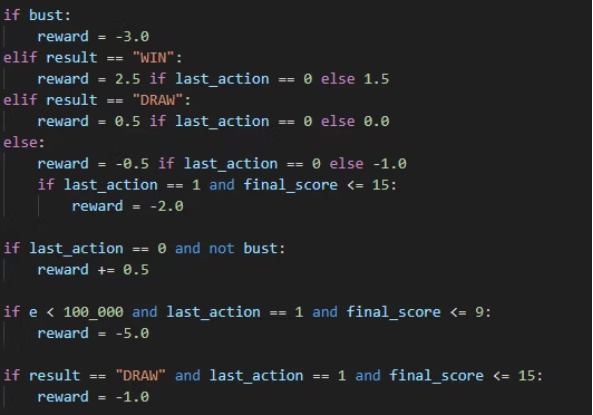 if bust:
    reward = -3.0
elif result == "WIN":
    reward = 2.5 if last_action == 0 else 1.5
elif result == "DRAW":
    reward = 0.5 if last_action == 0 else 0.0
else:
    reward = -0.5 if last_action == 0 else -1.0
    if last_action == 1 and final_score <= 15:
        reward = -2.0

if last_action == 0 and not bust:
    reward += 0.5

if e < 100_000 and last_action == 1 and final_score <= 9:
    reward = -5.0

if result == "DRAW" and last_action == 1 and final_score <= 15:
    reward = -1.0